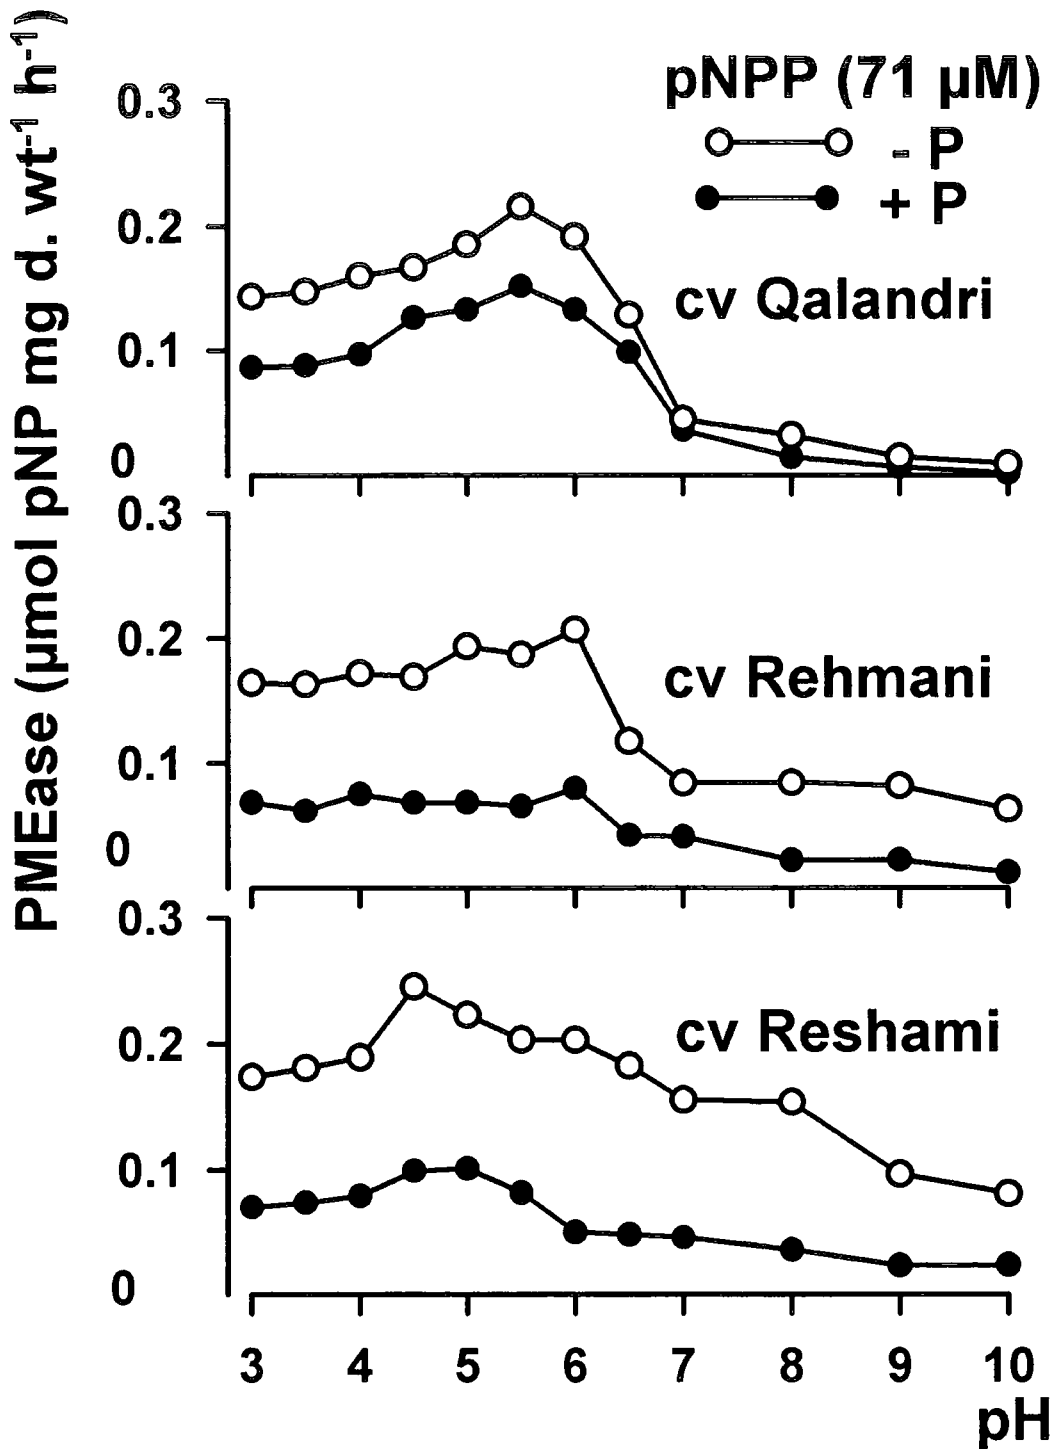 PMEase (µmol pNP mg d. wt⁻¹ h⁻¹)
pNPP (71 µM)
- P
+ P
0.3
0.2
0.1
0
cv Qalandri
0.3
0.2
0.1
0
cv Rehmani
0.3
0.2
0.1
0
cv Reshami
3 4 5 6 7 8 9 10
pH